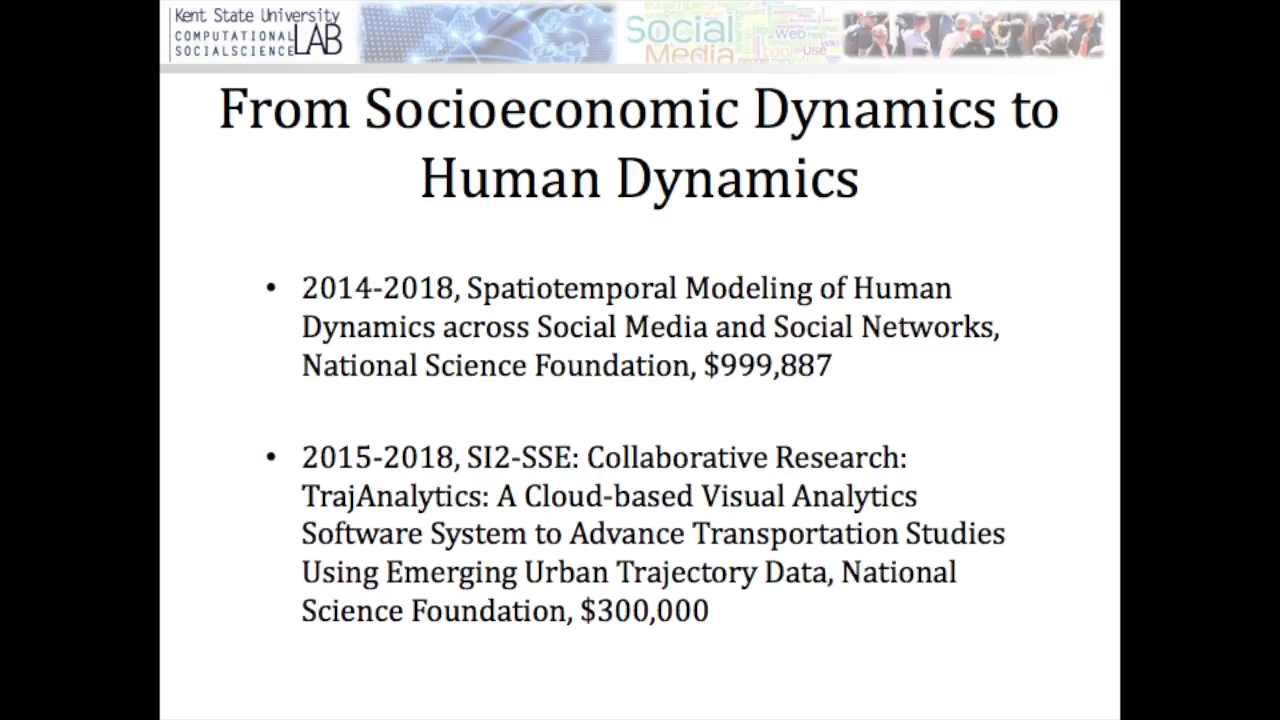 Kent State University
COMPUTATIONAL
SOCIALSCIENCE LAB
Social
Media
Web
Use
From Socioeconomic Dynamics to
Human Dynamics
• 2014-2018, Spatiotemporal Modeling of Human
Dynamics across Social Media and Social Networks,
National Science Foundation, $999,887
• 2015-2018, SI2-SSE: Collaborative Research:
TrajAnalytics: A Cloud-based Visual Analytics
Software System to Advance Transportation Studies
Using Emerging Urban Trajectory Data, National
Science Foundation, $300,000